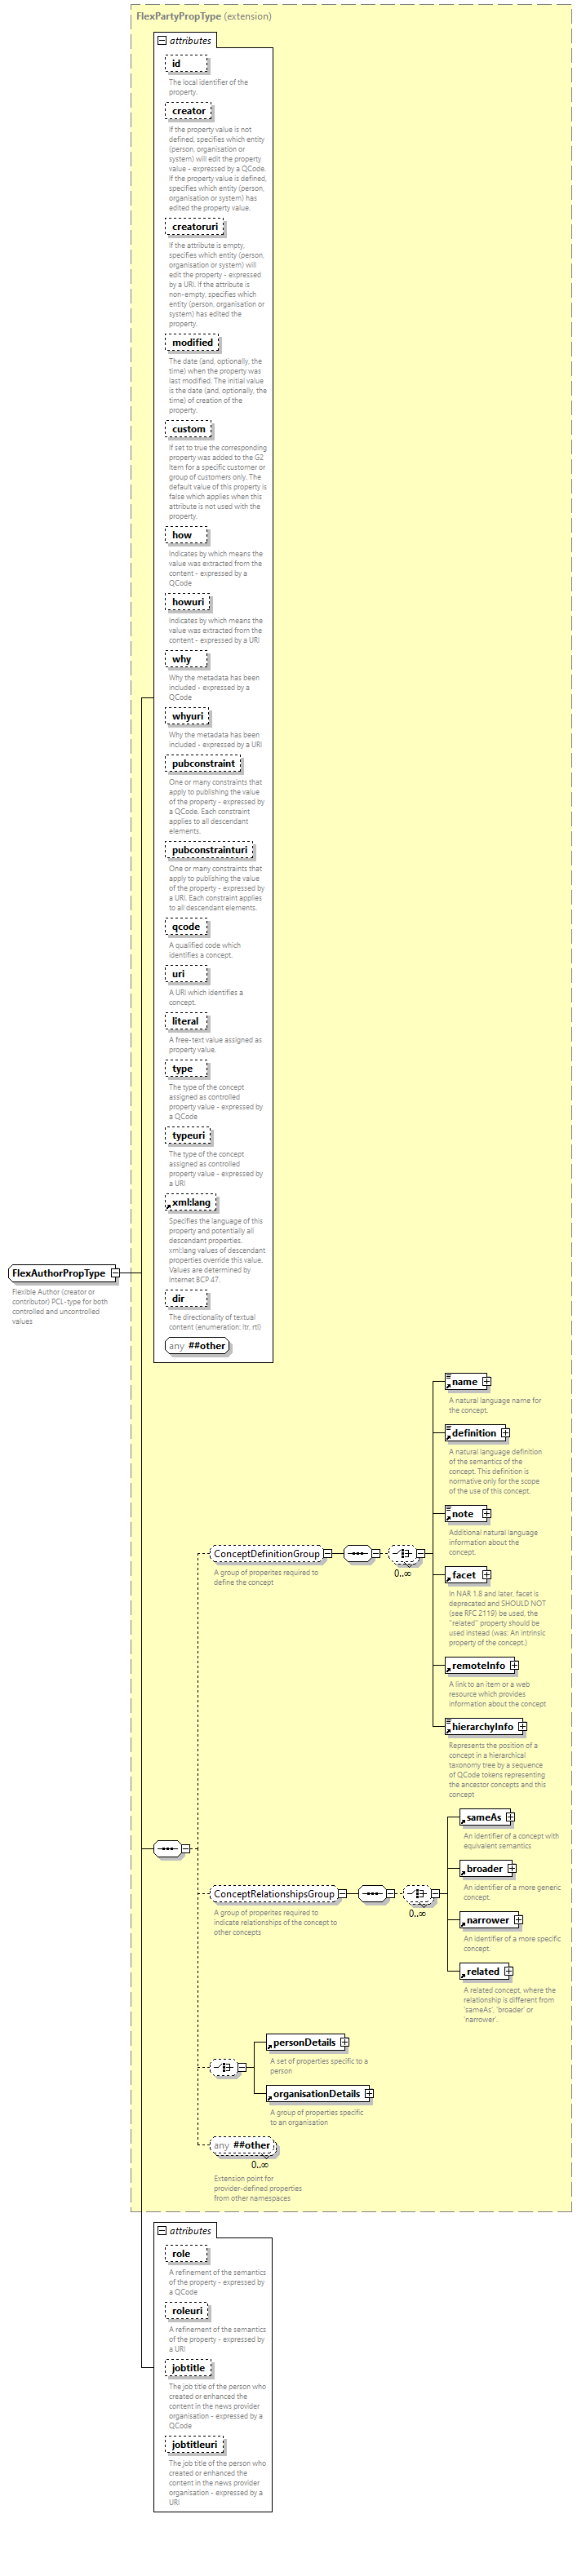 FlexPartyPropType (extension)
attributes
id
The local identifier of the
property.
creator
If the property value is not
defined, specifies which entity
(person, organisation or
system) will edit the property
value - expressed by a QCode.
If the property value is defined,
specifies which entity (person,
organisation or system) has
edited the property value.
creatoruri
If the attribute is empty,
specifies which entity (person,
organisation or system) will
edit the property - expressed
by a URI. If the attribute is
non-empty, specifies which
entity (person, organisation or
system) has edited the
property.
modified
The date (and, optionally, the
time) when the property was
last modified. The initial value
is the date (and, optionally, the
time) of creation of the
property.
custom
If set to true the corresponding
property was added to the G2
Item for a specific customer or
group of customers only. The
default value of this property is
false which applies when this
attribute is not used with the
property.
how
Indicates by which means the
value was extracted from the
content - expressed by a
QCode
howuri
Indicates by which means the
value was extracted from the
content - expressed by a URI
why
Why the metadata has been
included - expressed by a
QCode
whyuri
Why the metadata has been
included - expressed by a URI
pubconstraint
One or many constraints that
apply to publishing the value
of the property - expressed by
a QCode. Each constraint
applies to all descendant
elements.
pubconstrainturi
One or many constraints that
apply to publishing the value
of the property - expressed by
a URI. Each constraint applies
to all descendant elements.
qcode
A qualified code which
identifies a concept.
uri
A URI which identifies a
concept.
literal
A free-text value assigned as
property value.
type
The type of the concept
assigned as controlled
property value - expressed by
a QCode
typeuri
The type of the concept
assigned as controlled
property value - expressed by
a URI
xml:lang
Specifies the language of this
property and potentially all
descendant properties.
xml:lang values of descendant
properties override this value.
Values are determined by
Internet BCP 47.
dir
The directionality of textual
content (enumeration: ltr, rtl)
any ##other
FlexAuthorPropType
Flexible Author (creator or
contributor) PCL-type for both
controlled and uncontrolled
values
ConceptDefinitionGroup
A group of properites required to
define the concept
0..∞
name
A natural language name for
the concept.
definition
A natural language definition
of the semantics of the
concept. This definition is
normative only for the scope
of the use of this concept.
note
Additional natural language
information about the
concept.
facet
In NAR 1.8 and later, facet is
deprecated and SHOULD NOT
(see RFC 2119) be used, the
"related" property should be
used instead (was: An intrinsic
property of the concept.)
remoteInfo
A link to an item or a web
resource which provides
information about the concept
hierarchyInfo
Represents the position of a
concept in a hierarchical
taxonomy tree by a sequence
of QCode tokens representing
the ancestor concepts and this
concept
ConceptRelationshipsGroup
A group of properites required to
indicate relationships of the concept to
other concepts
0..∞
sameAs
An identifier of a concept with
equivalent semantics
broader
An identifier of a more generic
concept.
narrower
An identifier of a more specific
concept.
related
A related concept, where the
relationship is different from
'sameAs', 'broader' or
'narrower'.
personDetails
A set of properties specific to a
person
organisationDetails
A group of properties specific
to an organisation
any ##other
0..∞
Extension point for
provider-defined properties
from other namespaces
attributes
role
A refinement of the semantics
of the property - expressed by
a QCode
roleuri
A refinement of the semantics
of the property - expressed by
a URI
jobtitle
The job title of the person who
created or enhanced the
content in the news provider
organisation - expressed by a
QCode
jobtitleuri
The job title of the person who
created or enhanced the
content in the news provider
organisation - expressed by a
URI